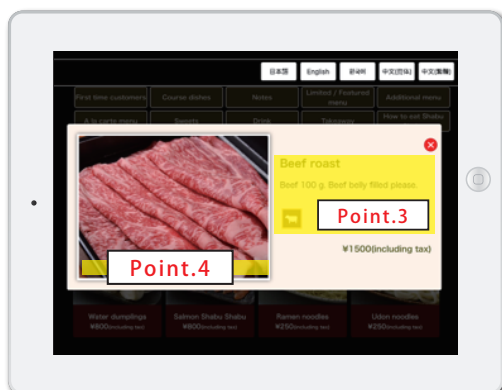 日本語 English 한국어 中文(简体) 中文(繁體)
First time customers Course dishes Notes Limited / Featured menu Additional menu
A la carte menu Sweets Drink Takeaway How to eat Shabu
Beef roast
Beef 100 g. Beef belly filled please.
Point.3
¥1500(including tax)
Point.4
Water dumplings Salmon Shabu Shabu Ramen noodles Udon noodles
¥800(including tax) ¥800(including tax) ¥250(including tax) ¥250(including tax)